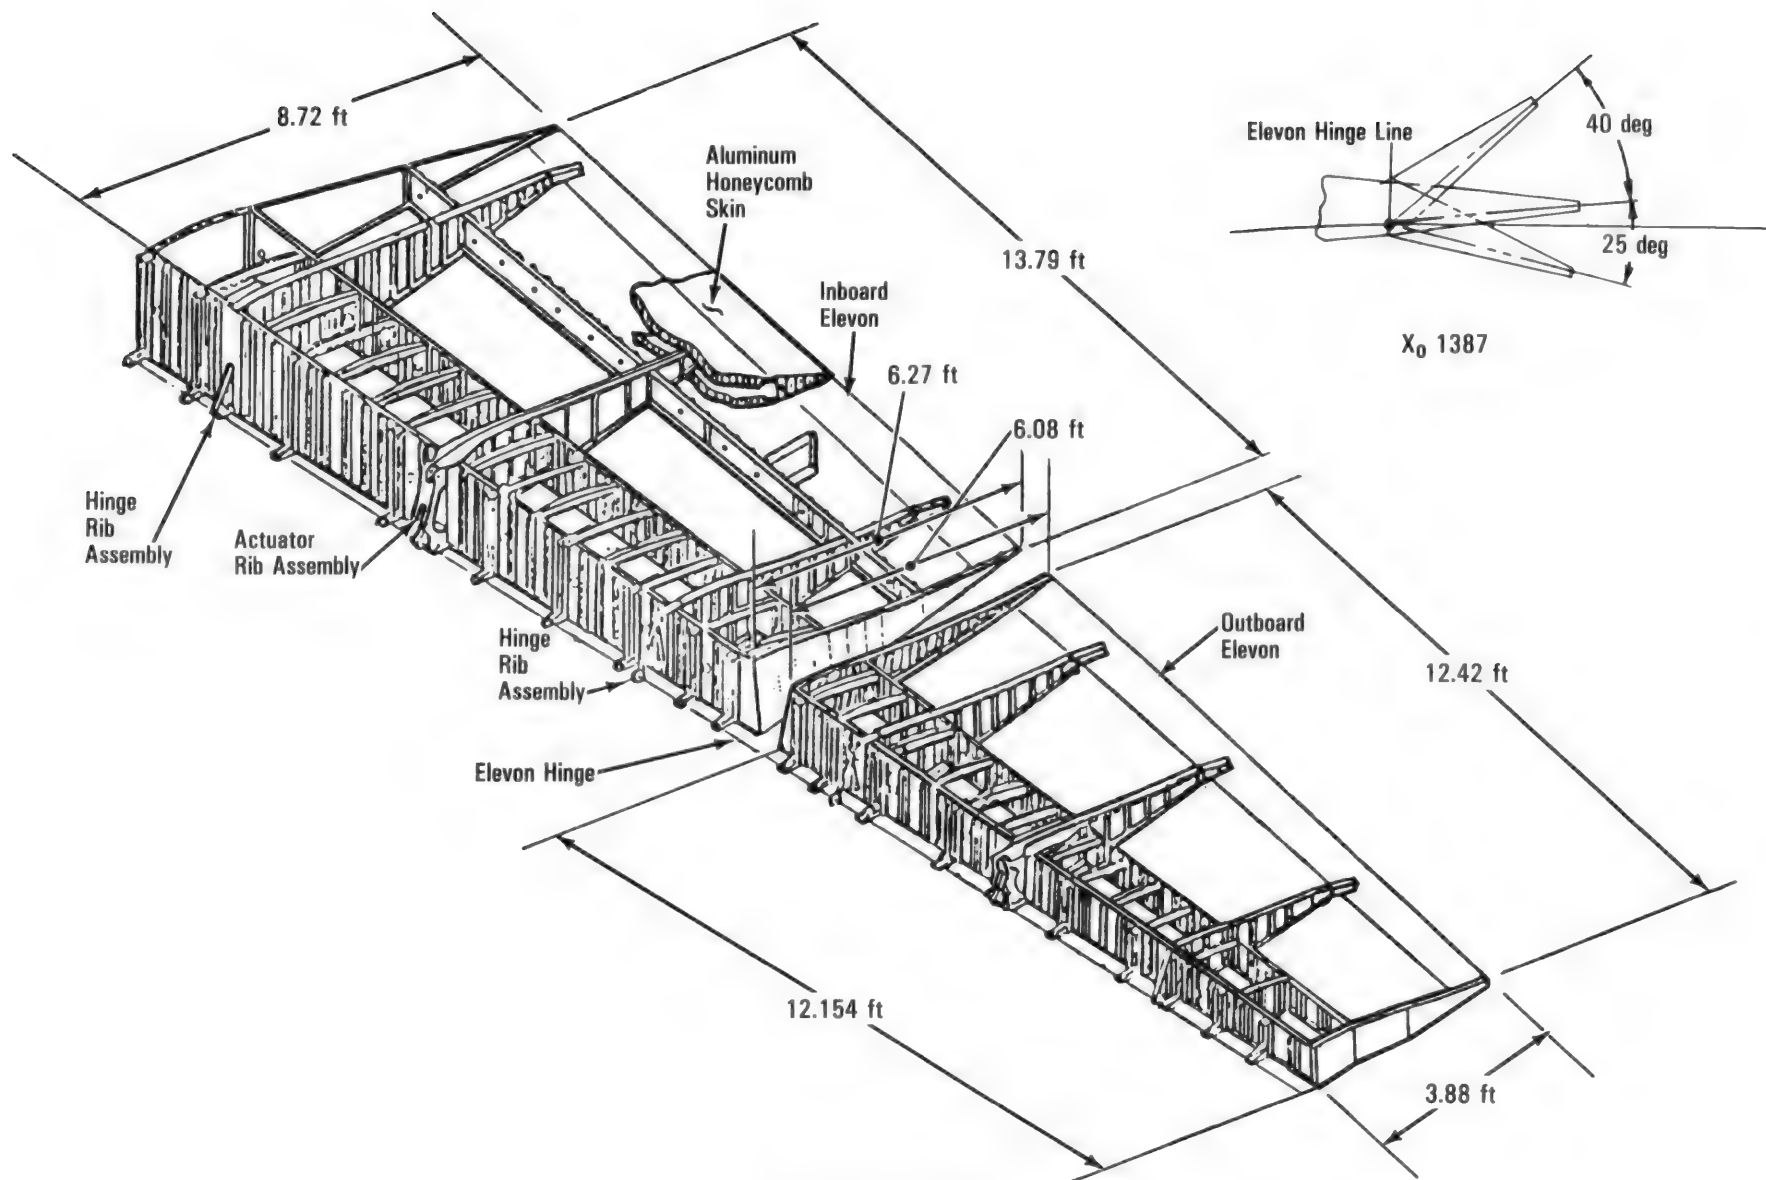 8.72 ft
Aluminum
Honeycomb
Skin
Elevon Hinge Line
40 deg
25 deg
13.79 ft
Inboard
Elevon
X₀ 1387
6.27 ft
6.08 ft
Hinge
Rib
Assembly
Actuator
Rib Assembly
Hinge
Rib
Assembly
Outboard
Elevon
12.42 ft
Elevon Hinge
12.154 ft
3.88 ft